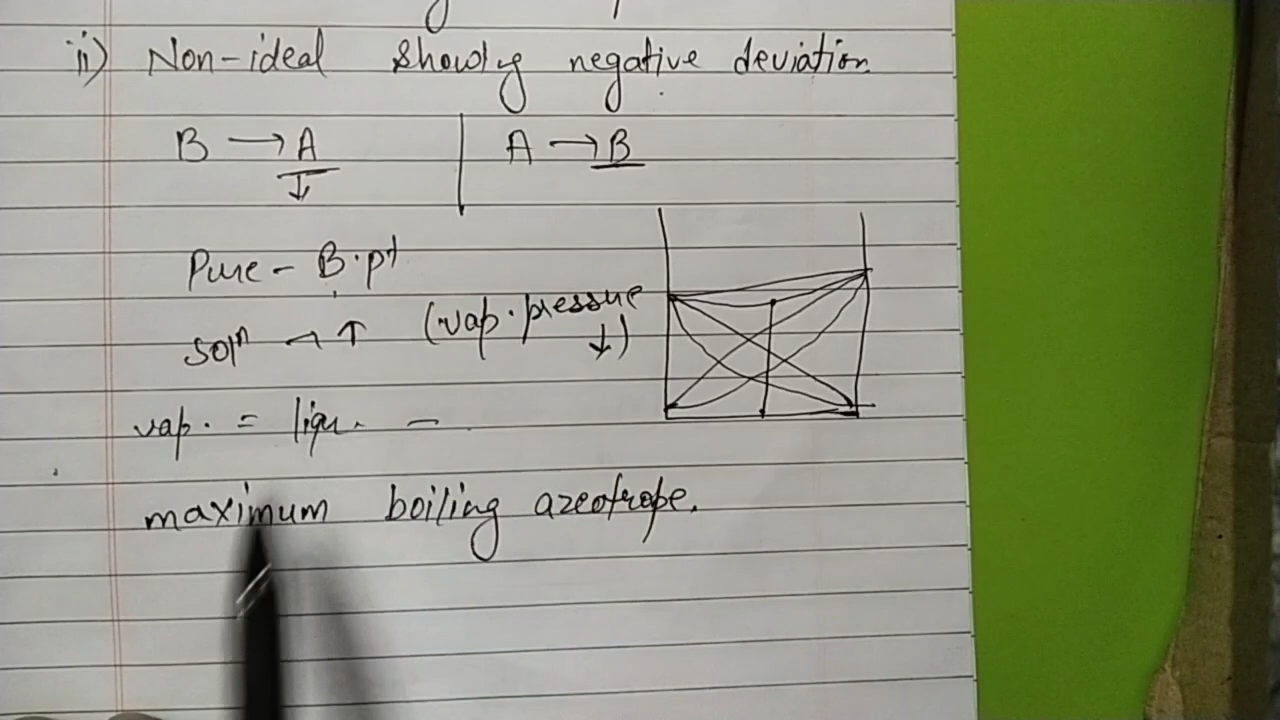 ii) Non-ideal showing negative deviation
B → A | A → B
↓
Pure - B.pt
Solⁿ → ↑ (vap. pressure ↓)
vap. = liqu. -
maximum boiling azeotrope.